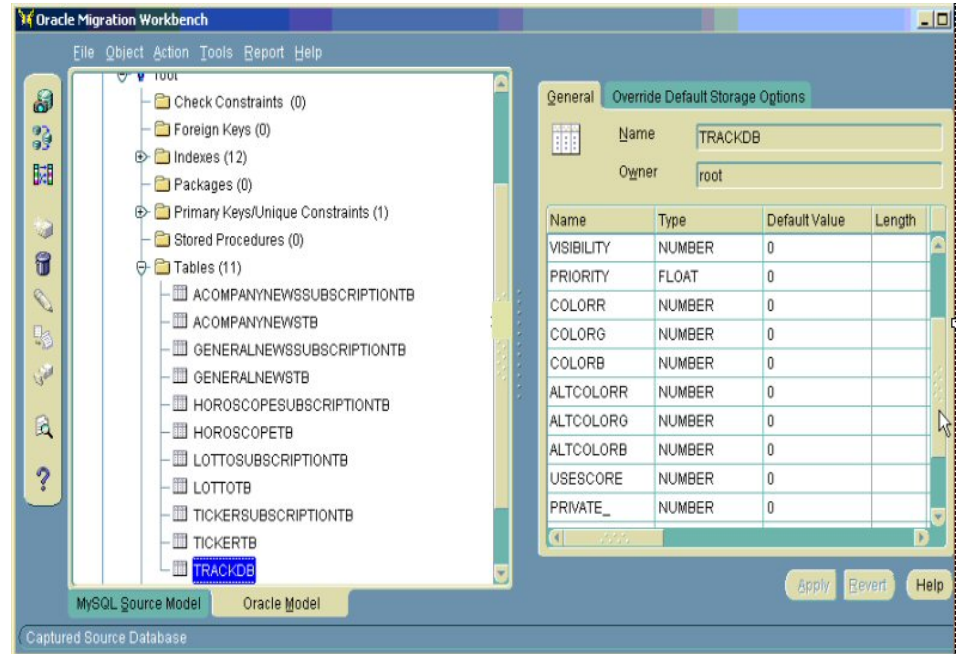 Oracle Migration Workbench
File Object Action Tools Report Help
root
Check Constraints (0)
Foreign Keys (0)
Indexes (12)
Packages (0)
Primary Keys/Unique Constraints (1)
Stored Procedures (0)
Tables (11)
ACOMPANYNEWSSUBSCRIPTIONTB
ACOMPANYNEWSTB
GENERALNEWSSUBSCRIPTIONTB
GENERALNEWSTB
HOROSCOPESUBSCRIPTIONTB
HOROSCOPETB
LOTTOSUBSCRIPTIONTB
LOTTOTB
TICKERSUBSCRIPTIONTB
TICKERTB
TRACKDB
MySQL Source Model Oracle Model
General Override Default Storage Options
Name TRACKDB
Owner root
Name Type Default Value Length
VISIBILITY NUMBER 0
PRIORITY FLOAT 0
COLORR NUMBER 0
COLORG NUMBER 0
COLORB NUMBER 0
ALTCOLORR NUMBER 0
ALTCOLORG NUMBER 0
ALTCOLORB NUMBER 0
USESCORE NUMBER 0
PRIVATE_ NUMBER 0
Apply Revert Help
Captured Source Database